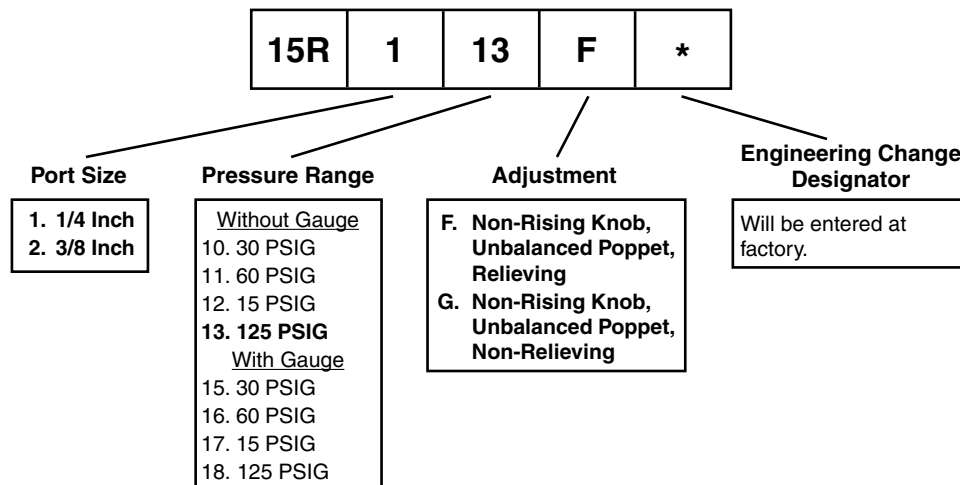 15R 1 13 F *
Port Size
1. 1/4 Inch
2. 3/8 Inch
Pressure Range
Without Gauge
10. 30 PSIG
11. 60 PSIG
12. 15 PSIG
13. 125 PSIG
With Gauge
15. 30 PSIG
16. 60 PSIG
17. 15 PSIG
18. 125 PSIG
Adjustment
F. Non-Rising Knob,
Unbalanced Poppet,
Relieving
G. Non-Rising Knob,
Unbalanced Poppet,
Non-Relieving
Engineering Change
Designator
Will be entered at
factory.